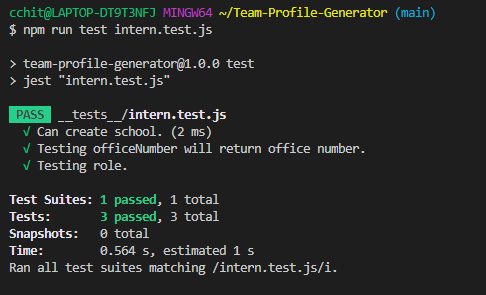 cchit@LAPTOP-DT9T3NFJ MINGW64 ~/Team-Profile-Generator (main)
$ npm run test intern.test.js
> team-profile-generator@1.0.0 test
> jest "intern.test.js"
PASS __tests__/intern.test.js
√ Can create school. (2 ms)
√ Testing officeNumber will return office number.
√ Testing role.
Test Suites: 1 passed, 1 total
Tests: 3 passed, 3 total
Snapshots: 0 total
Time: 0.564 s, estimated 1 s
Ran all test suites matching /intern.test.js/i.